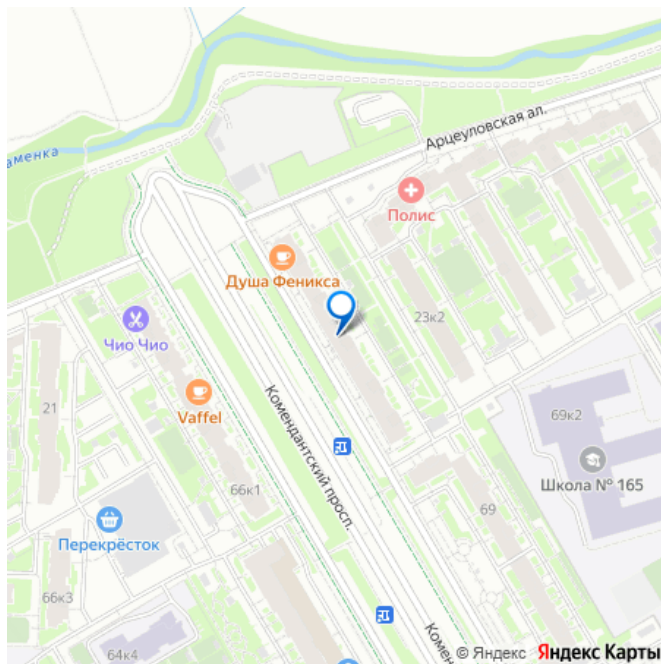 Арцеуловская ал.
аменка
Полис
Душа Феникса
23к2
Чио Чио
21
Vaffel
Комендантский просп.
69к2
Школа № 165
66к1
69
Перекрёсток
66к3
64к4
Комен
© Яндекс Яндекс Карты